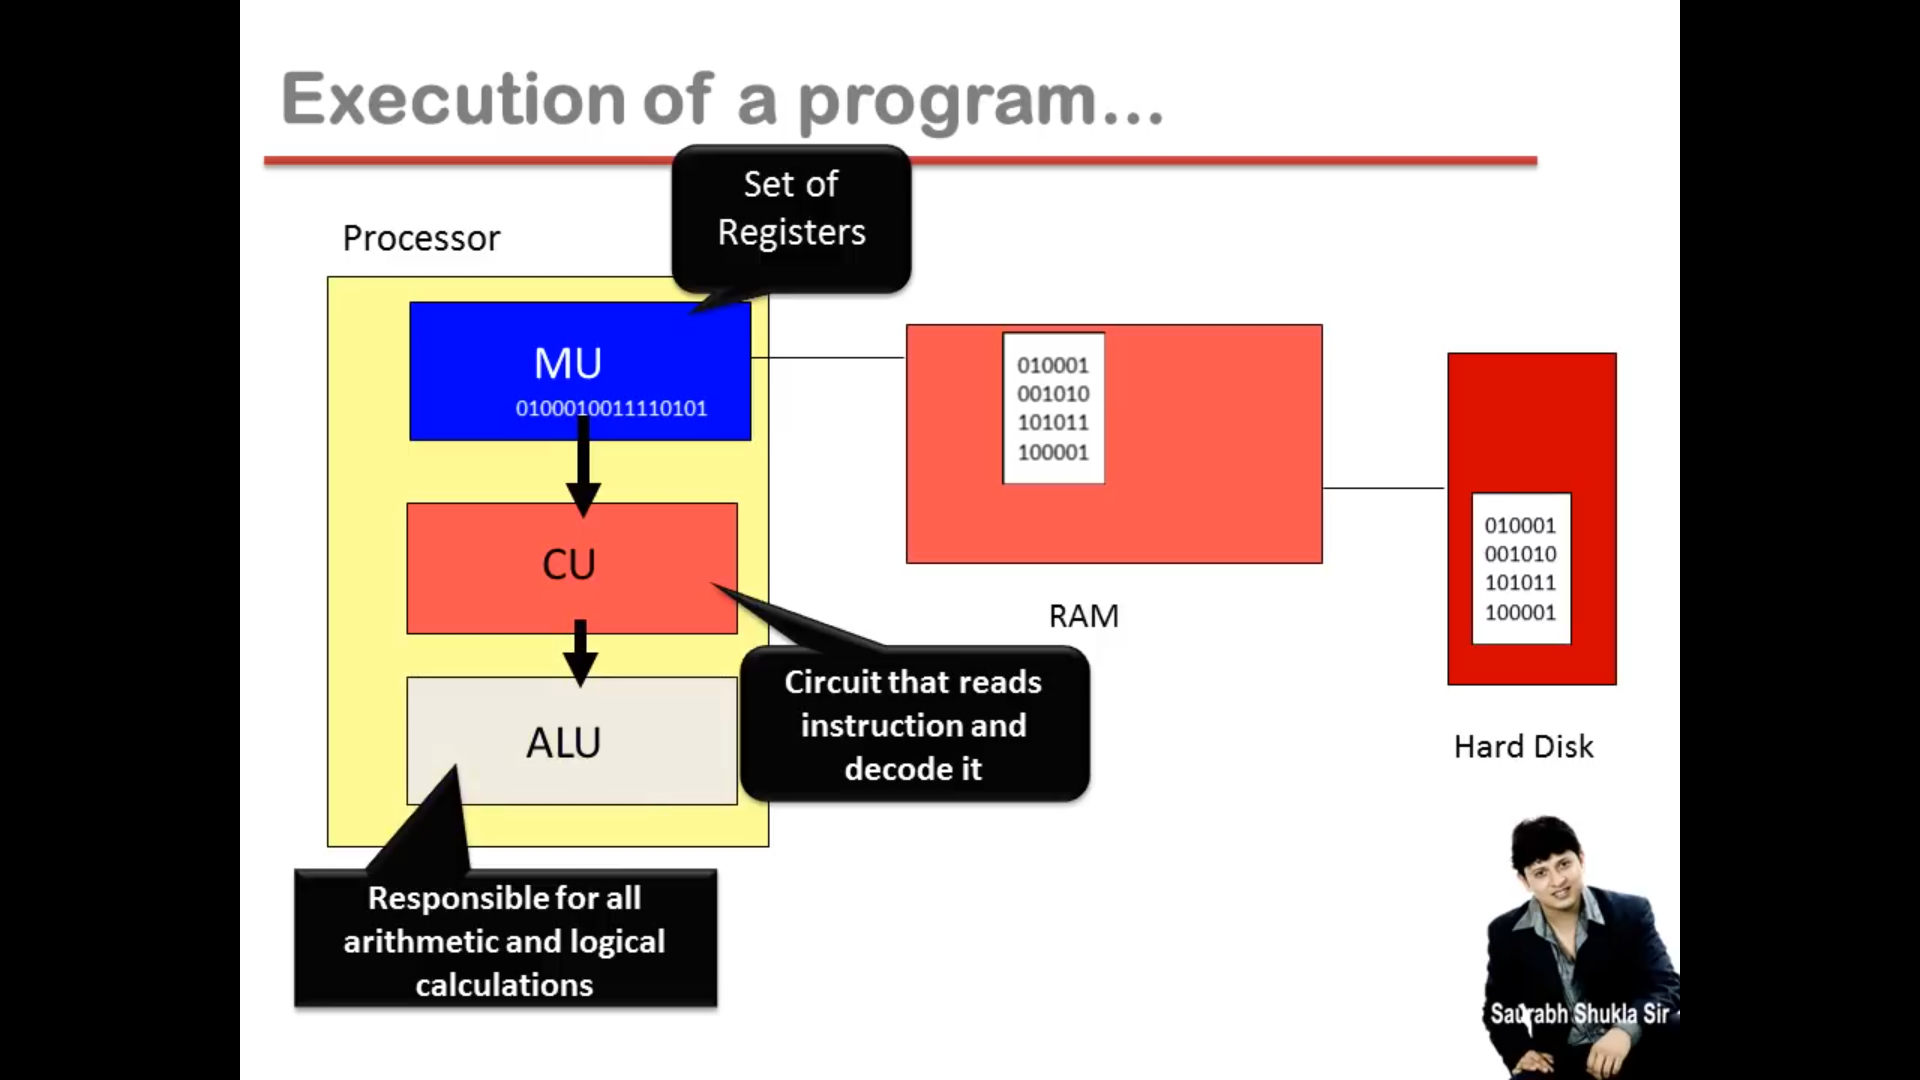 Execution of a program...
Set of
Registers
Processor
MU
0100010011110101
010001
001010
101011
100001
CU
RAM
010001
001010
101011
100001
Circuit that reads
instruction and
decode it
ALU
Hard Disk
Responsible for all
arithmetic and logical
calculations
Saurabh Shukla Sir